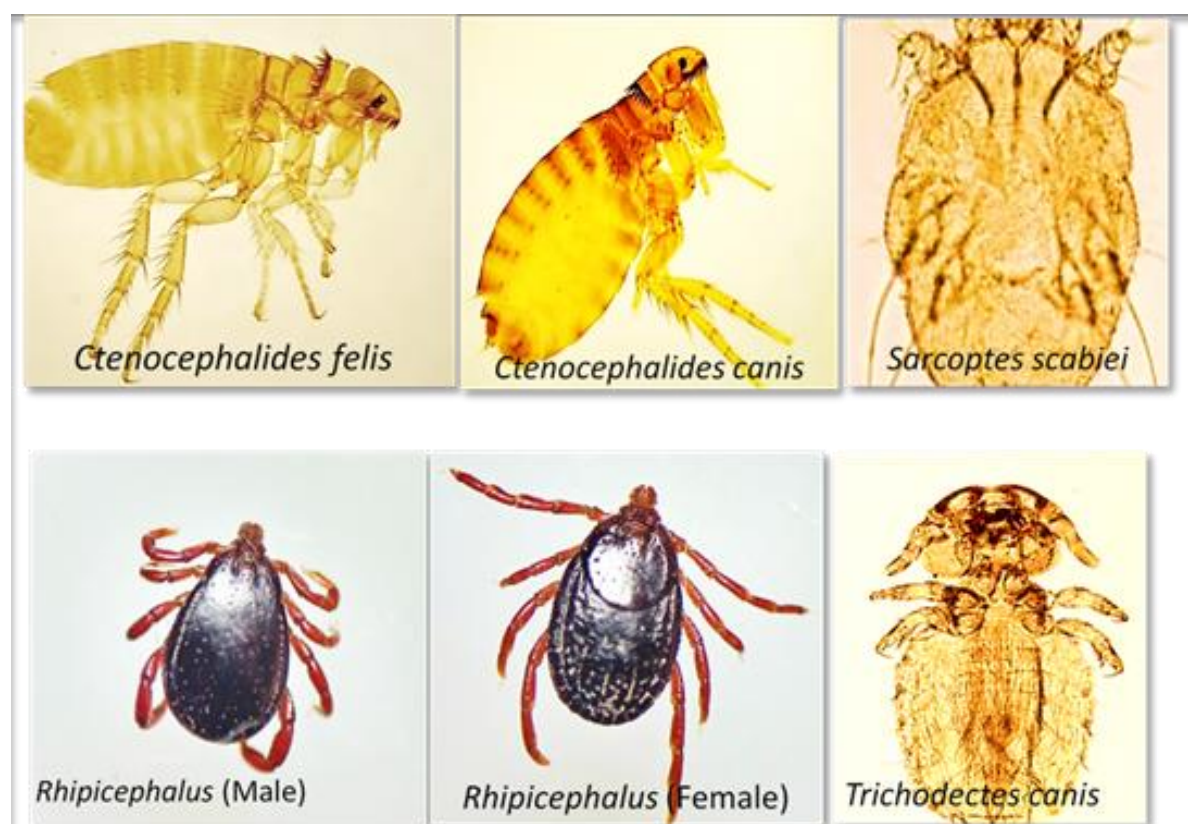 Ctenocephalides felis
Ctenocephalides canis
Sarcoptes scabiei
Rhipicephalus (Male)
Rhipicephalus (Female)
Trichodectes canis